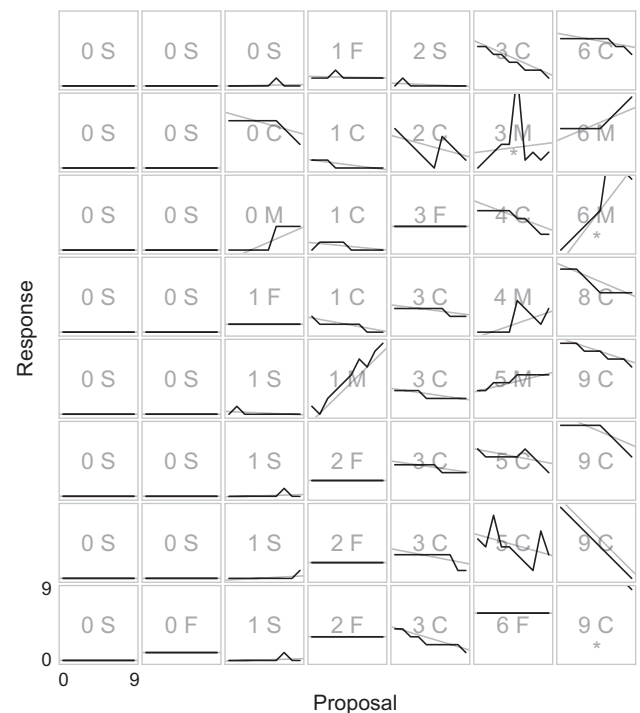 0 S 0 S 0 S 1 F 2 S 3 C 6 C
0 S 0 S 0 C 1 C 2 C 3 M 6 M
*
0 S 0 S 0 M 1 C 3 F 4 C 6 M
*
0 S 0 S 1 F 1 C 3 C 4 M 8 C
0 S 0 S 1 S 1 M 3 C 5 M 9 C
0 S 0 S 1 S 2 F 3 C 5 C 9 C
0 S 0 S 1 S 2 F 3 C 5 C 9 C
0 S 0 F 1 S 2 F 3 C 6 F 9 C
*
Response
9
0
0 9
Proposal